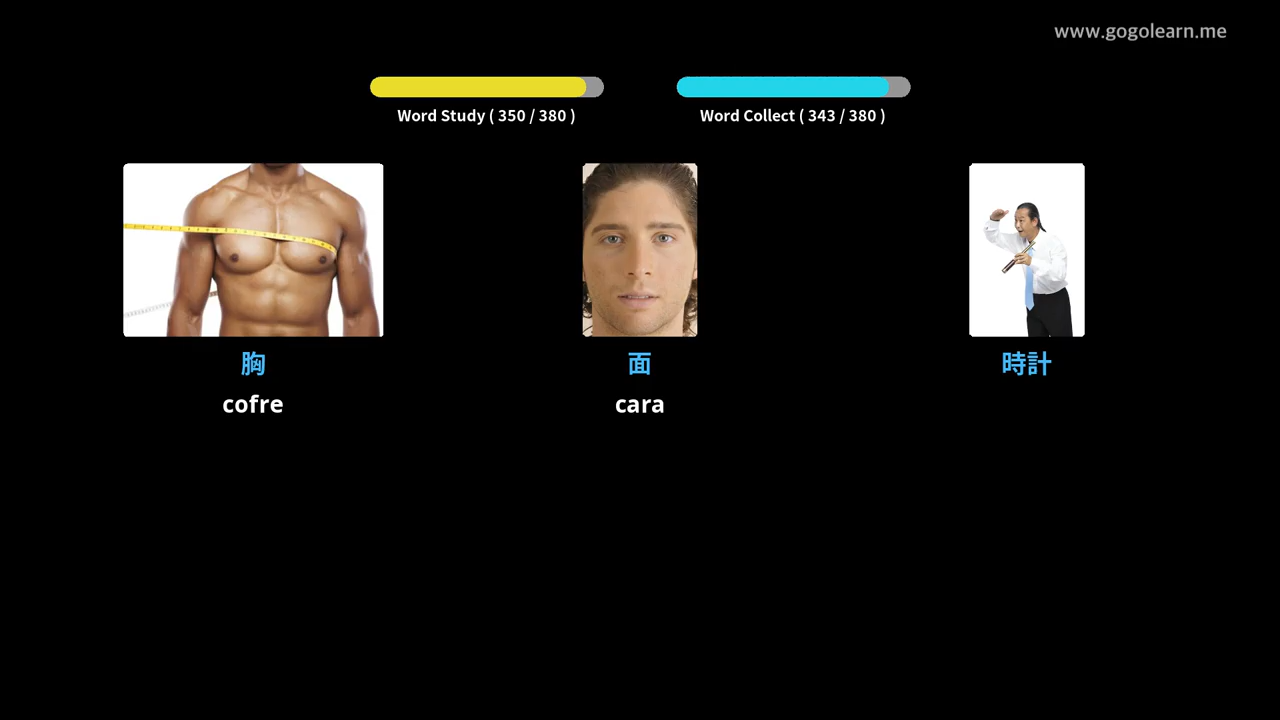 www.gogolearn.me
Word Study ( 350 / 380 )
Word Collect ( 343 / 380 )
胸
面
時計
cofre
cara